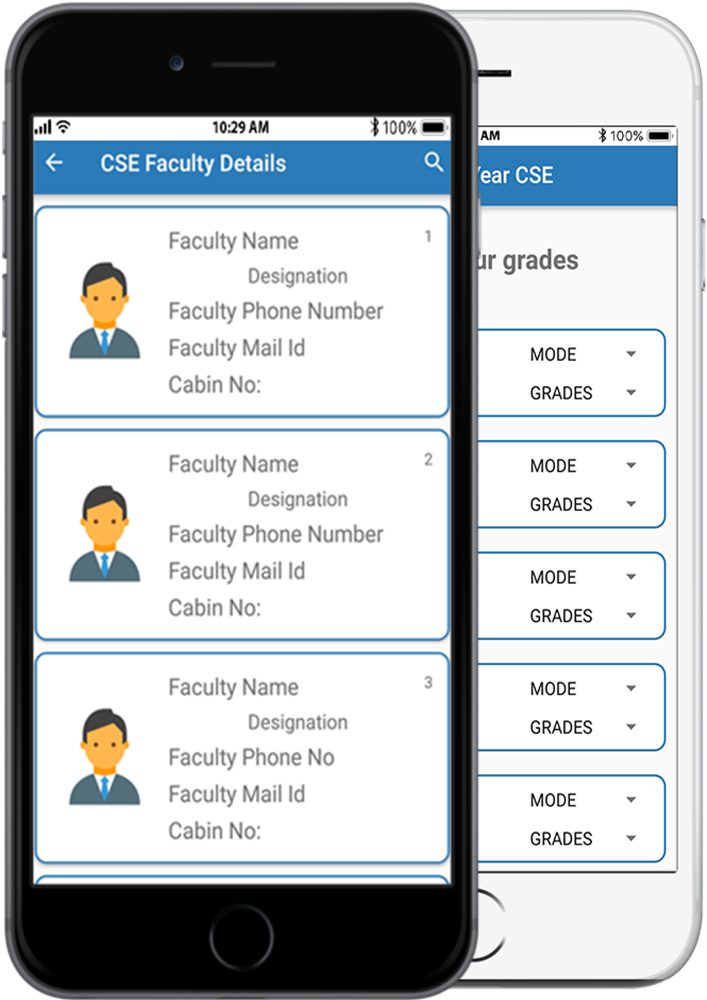 10:29 AM 100%
CSE Faculty Details
Faculty Name 1
Designation
Faculty Phone Number
Faculty Mail Id
Cabin No:
Faculty Name 2
Designation
Faculty Phone Number
Faculty Mail Id
Cabin No:
Faculty Name 3
Designation
Faculty Phone No
Faculty Mail Id
Cabin No:
AM 100%
Year CSE
ur grades
MODE
GRADES
MODE
GRADES
MODE
GRADES
MODE
GRADES
MODE
GRADES